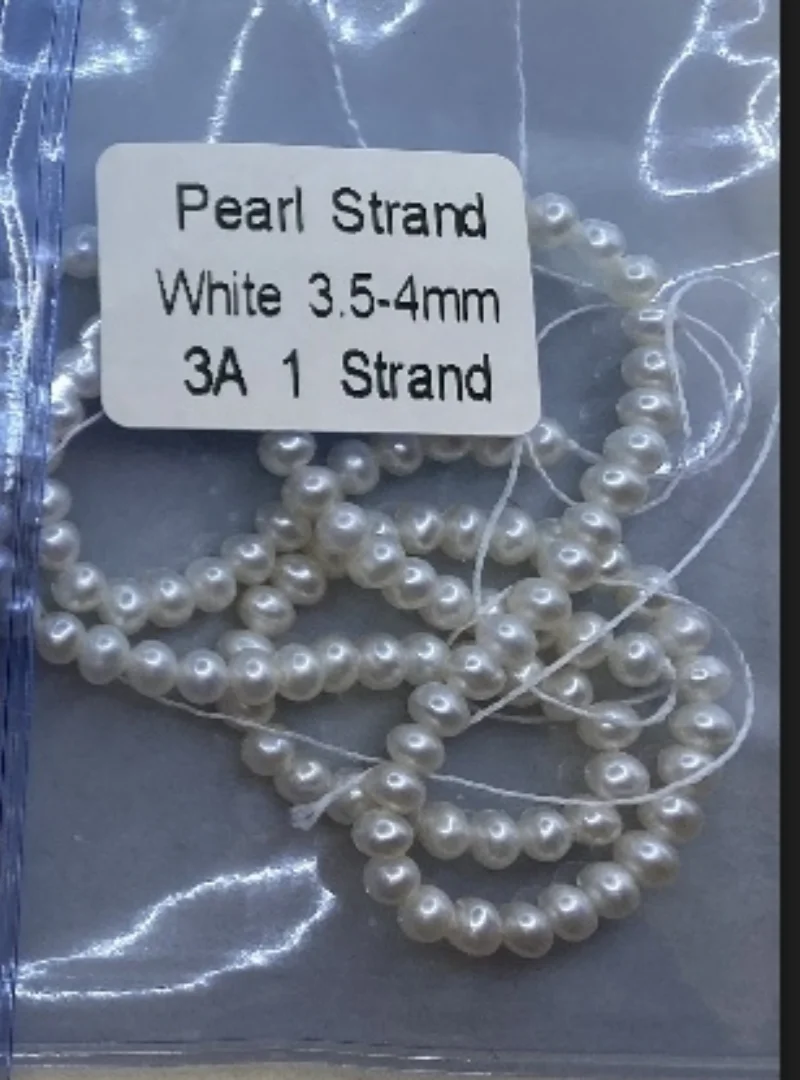 Pearl Strand
White 3.5-4mm
3A 1 Strand